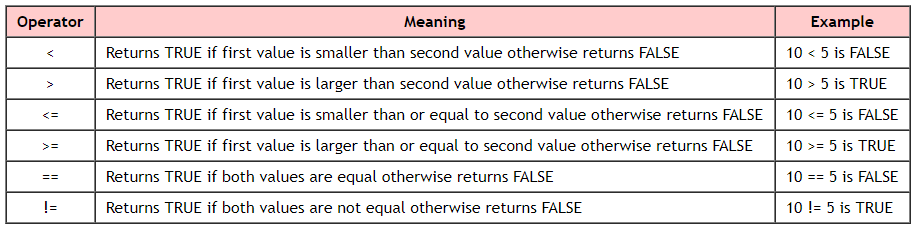 Operator Meaning Example
< Returns TRUE if first value is smaller than second value otherwise returns FALSE 10 < 5 is FALSE
> Returns TRUE if first value is larger than second value otherwise returns FALSE 10 > 5 is TRUE
<= Returns TRUE if first value is smaller than or equal to second value otherwise returns FALSE 10 <= 5 is FALSE
>= Returns TRUE if first value is larger than or equal to second value otherwise returns FALSE 10 >= 5 is TRUE
== Returns TRUE if both values are equal otherwise returns FALSE 10 == 5 is FALSE
!= Returns TRUE if both values are not equal otherwise returns FALSE 10 != 5 is TRUE